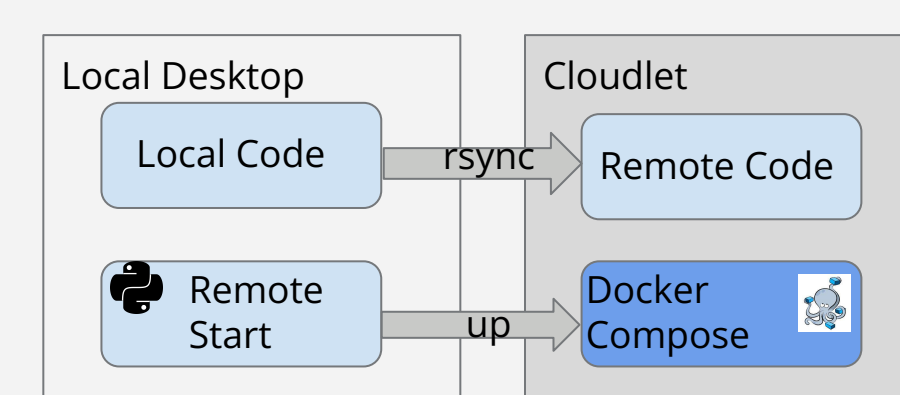 Local Desktop
Cloudlet
Local Code
rsync
Remote Code
Remote
Start
up
Docker
Compose